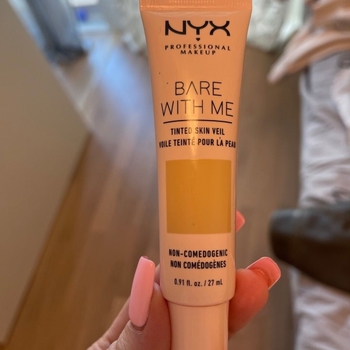 NYX
PROFESSIONAL
MAKEUP
BARE
WITH ME
TINTED SKIN VEIL
VOILE TEINTÉ POUR LA PEAU
NON-COMEDOGENIC
NON COMÉDOGÈNES
0.91 fl. oz. / 27 mL